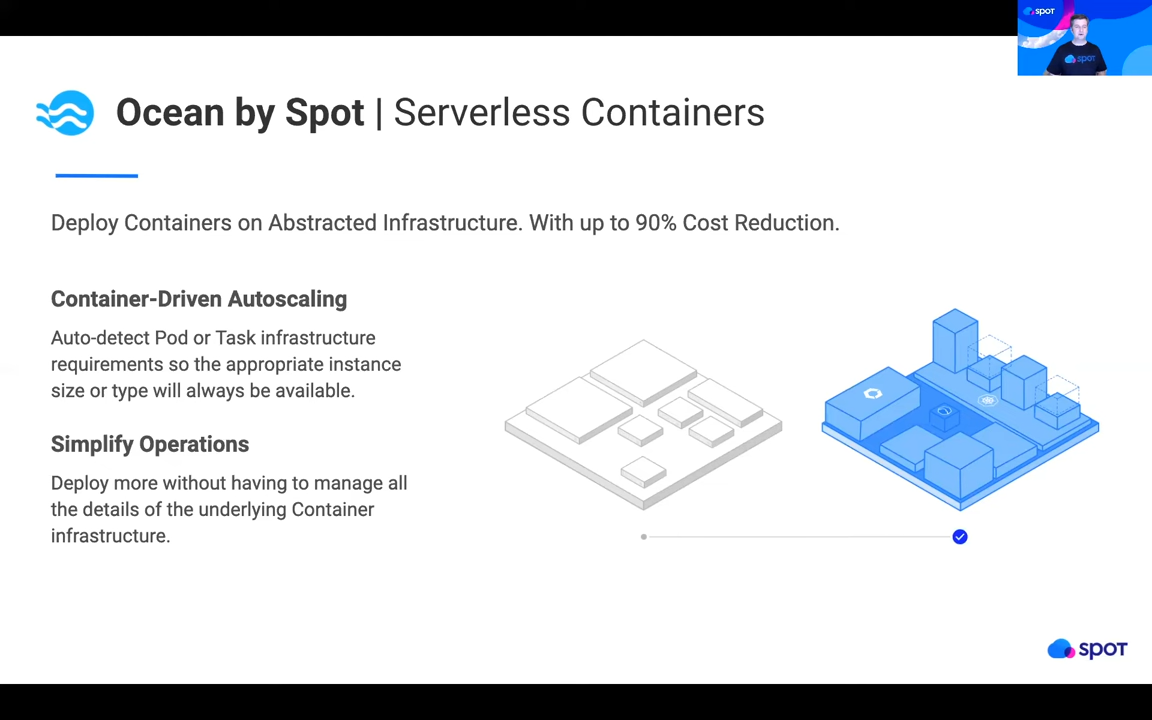 spot
spot
Ocean by Spot | Serverless Containers
Deploy Containers on Abstracted Infrastructure. With up to 90% Cost Reduction.
Container-Driven Autoscaling
Auto-detect Pod or Task infrastructure
requirements so the appropriate instance
size or type will always be available.
Simplify Operations
Deploy more without having to manage all
the details of the underlying Container
infrastructure.
spot